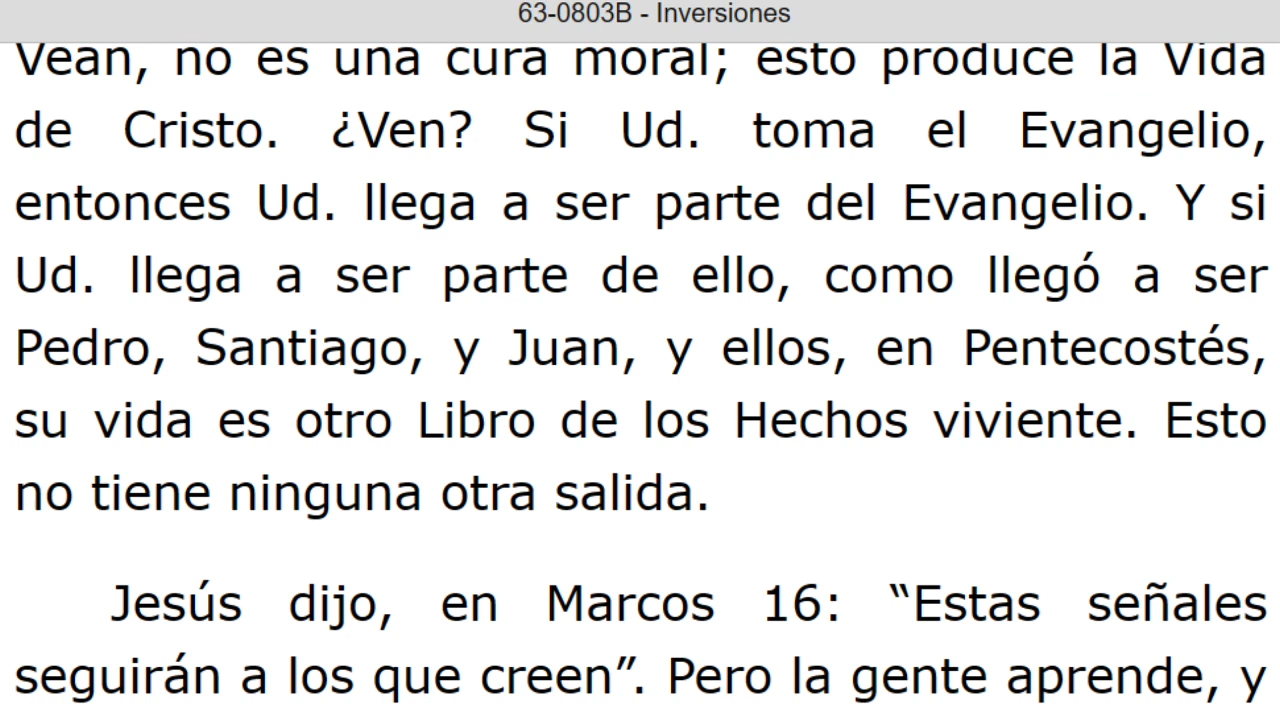 63-0803B - Inversiones
Vean, no es una cura moral; esto produce la Vida
de Cristo. ¿Ven? Si Ud. toma el Evangelio,
entonces Ud. llega a ser parte del Evangelio. Y si
Ud. llega a ser parte de ello, como llegó a ser
Pedro, Santiago, y Juan, y ellos, en Pentecostés,
su vida es otro Libro de los Hechos viviente. Esto
no tiene ninguna otra salida.
Jesús dijo, en Marcos 16: “Estas señales
seguirán a los que creen”. Pero la gente aprende, y